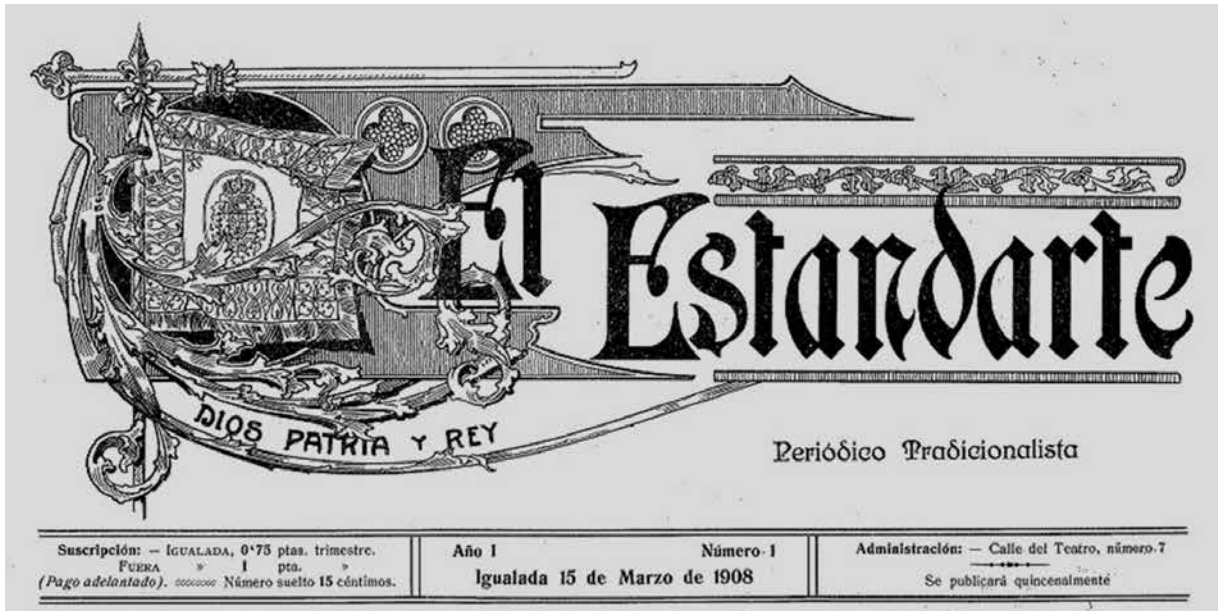 El Estandarte
DIOS PATRIA Y REY
Periódico Tradicionalista
Suscripción: — IGUALADA, 0'75 ptas. trimestre.
FUERA » 1 pta. »
(Pago adelantado). Número suelto 15 céntimos.
Año I Número 1
Igualada 15 de Marzo de 1908
Administración: — Calle del Teatro, número 7
Se publicará quincenalmente